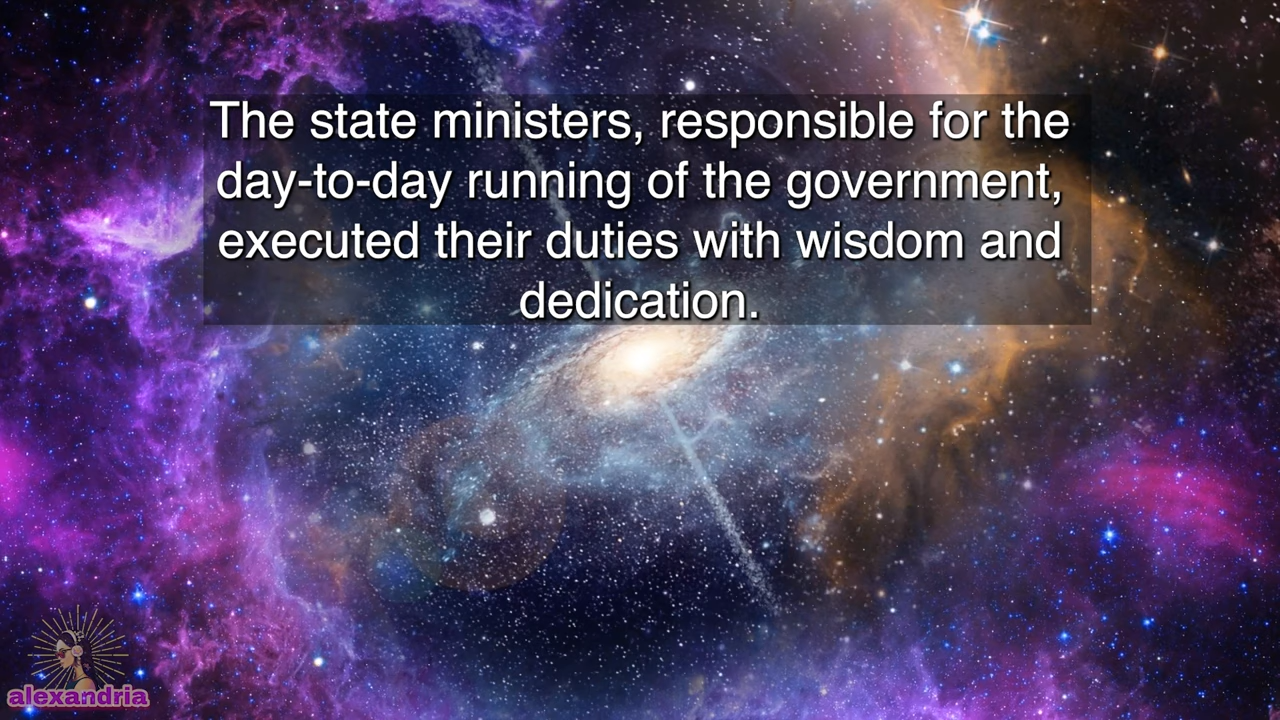 The state ministers, responsible for the
day-to-day running of the government,
executed their duties with wisdom and
dedication.
alexandria